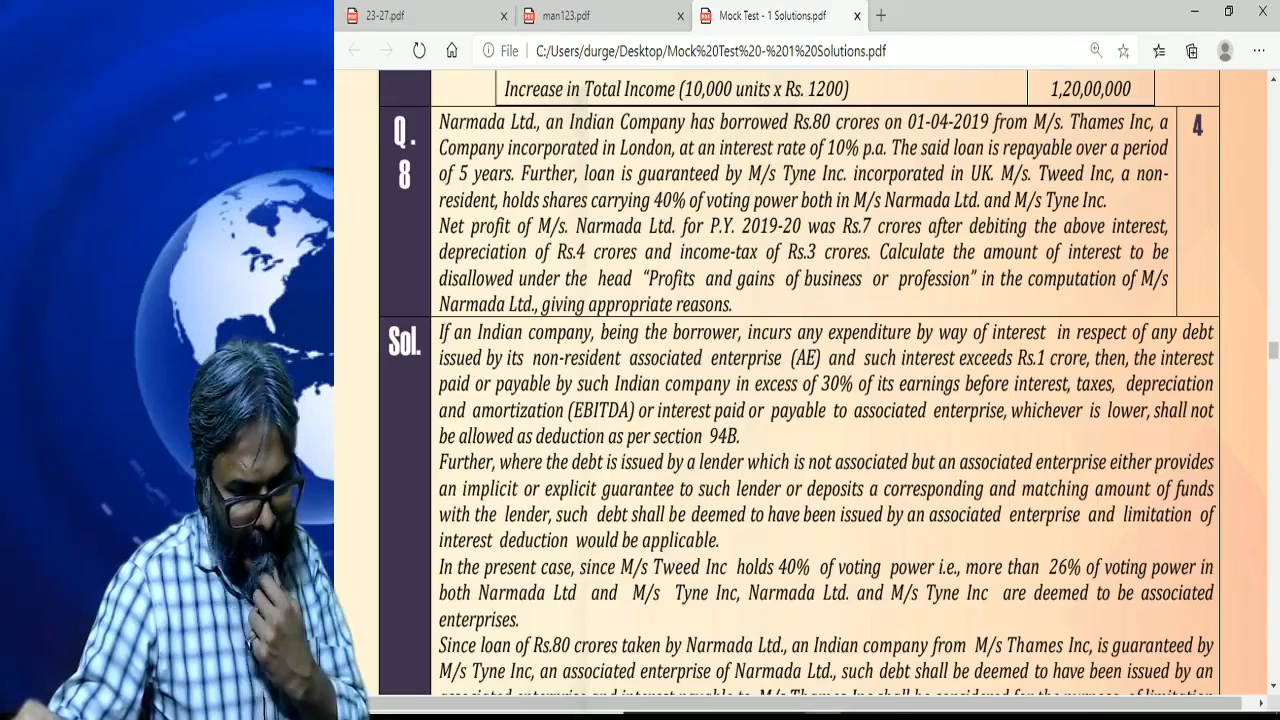 23-27.pdf
man123.pdf
Mock Test - 1 Solutions.pdf
File
C:/Users/durge/Desktop/Mock%20Test%20-%201%20Solutions.pdf
Increase in Total Income (10,000 units x Rs. 1200)
1,20,00,000
Q. 8
Narmada Ltd., an Indian Company has borrowed Rs.80 crores on 01-04-2019 from M/s. Thames Inc, a
Company incorporated in London, at an interest rate of 10% p.a. The said loan is repayable over a period
of 5 years. Further, loan is guaranteed by M/s Tyne Inc. incorporated in UK. M/s. Tweed Inc, a non-
resident, holds shares carrying 40% of voting power both in M/s Narmada Ltd. and M/s Tyne Inc.
Net profit of M/s. Narmada Ltd. for P.Y. 2019-20 was Rs.7 crores after debiting the above interest,
depreciation of Rs.4 crores and income-tax of Rs.3 crores. Calculate the amount of interest to be
disallowed under the head “Profits and gains of business or profession” in the computation of M/s
Narmada Ltd., giving appropriate reasons.
4
Sol.
If an Indian company, being the borrower, incurs any expenditure by way of interest in respect of any debt
issued by its non-resident associated enterprise (AE) and such interest exceeds Rs.1 crore, then, the interest
paid or payable by such Indian company in excess of 30% of its earnings before interest, taxes, depreciation
and amortization (EBITDA) or interest paid or payable to associated enterprise, whichever is lower, shall not
be allowed as deduction as per section 94B.
Further, where the debt is issued by a lender which is not associated but an associated enterprise either provides
an implicit or explicit guarantee to such lender or deposits a corresponding and matching amount of funds
with the lender, such debt shall be deemed to have been issued by an associated enterprise and limitation of
interest deduction would be applicable.
In the present case, since M/s Tweed Inc holds 40% of voting power i.e., more than 26% of voting power in
both Narmada Ltd and M/s Tyne Inc, Narmada Ltd. and M/s Tyne Inc are deemed to be associated
enterprises.
Since loan of Rs.80 crores taken by Narmada Ltd., an Indian company from M/s Thames Inc, is guaranteed by
M/s Tyne Inc, an associated enterprise of Narmada Ltd., such debt shall be deemed to have been issued by an
associated enterprise and interest payable to M/s Thames Inc shall be considered for the purpose of limitation